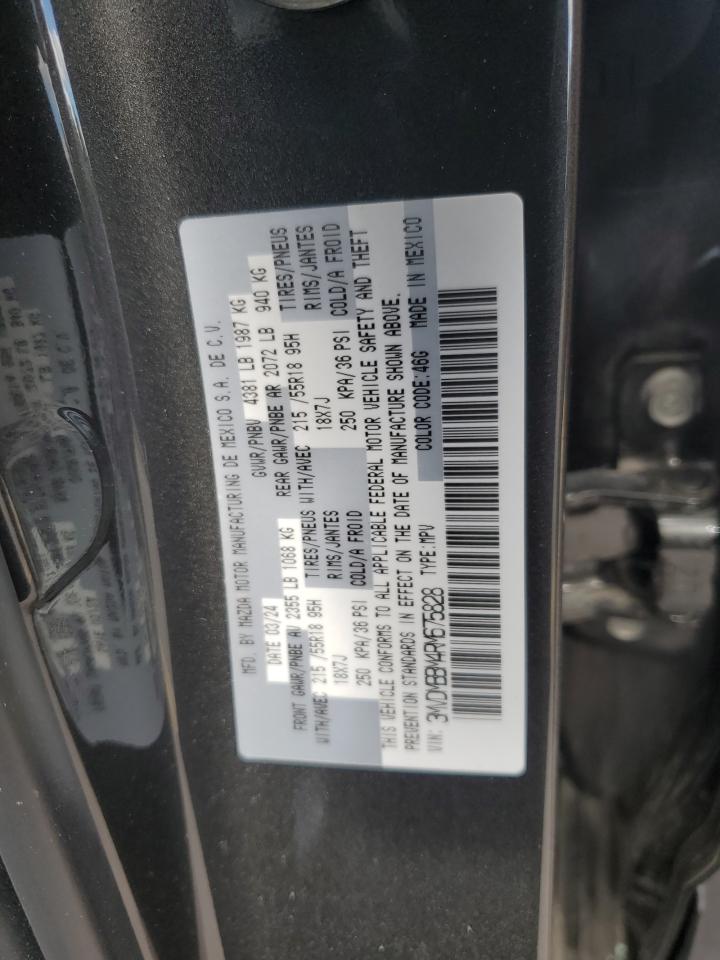 MFD. BY MAZDA MOTOR MANUFACTURING DE MEXICO S.A. DE C.V.
DATE 03/24 GVWR/PNBV 4381 LB 1987 KG
FRONT GAWR/PNBE AV 2355 LB 1068 KG REAR GAWR/PNBE AR 2072 LB 940 KG
WITH/AVEC 215 /55R18 95H TIRES/PNEUS WITH/AVEC 215 /55R18 95H TIRES/PNEUS
18X7J RIMS/JANTES 18X7J RIMS/JANTES
250 KPA/36 PSI COLD/A FROID 250 KPA/36 PSI COLD/A FROID
THIS VEHICLE CONFORMS TO ALL APPLICABLE FEDERAL MOTOR VEHICLE SAFETY AND THEFT
PREVENTION STANDARDS IN EFFECT ON THE DATE OF MANUFACTURE SHOWN ABOVE.
VIN: 3MVDMBBM4RM675828 TYPE:MPV COLOR CODE:46G MADE IN MEXICO